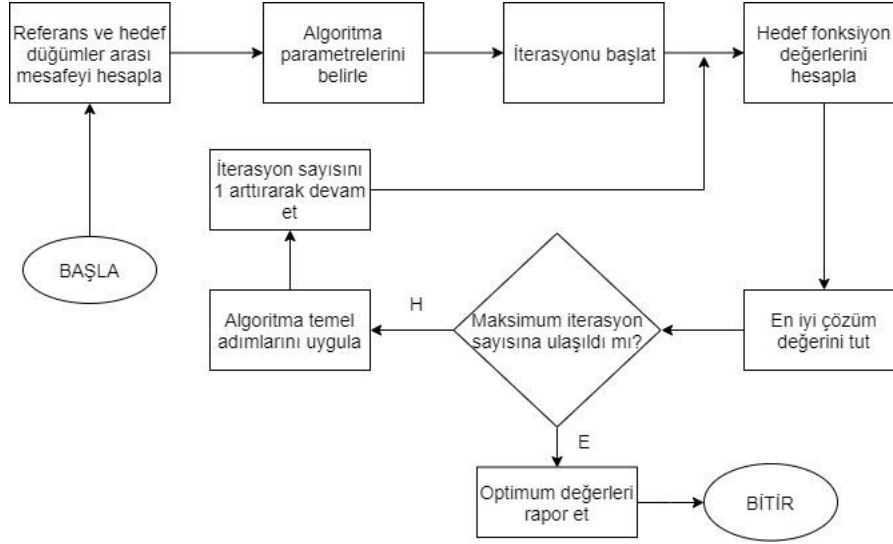 Referans ve hedef
düğümler arası
mesafeyi hesapla
Algoritma
parametrelerini
belirle
İterasyonu başlat
Hedef fonksiyon
değerlerini
hesapla
İterasyon sayısını
1 arttırarak devam
et
BAŞLA
H
Algoritma temel
adımlarını uygula
Maksimum iterasyon
sayısına ulaşıldı mı?
En iyi çözüm
değerini tut
E
Optimum değerleri
rapor et
BİTİR